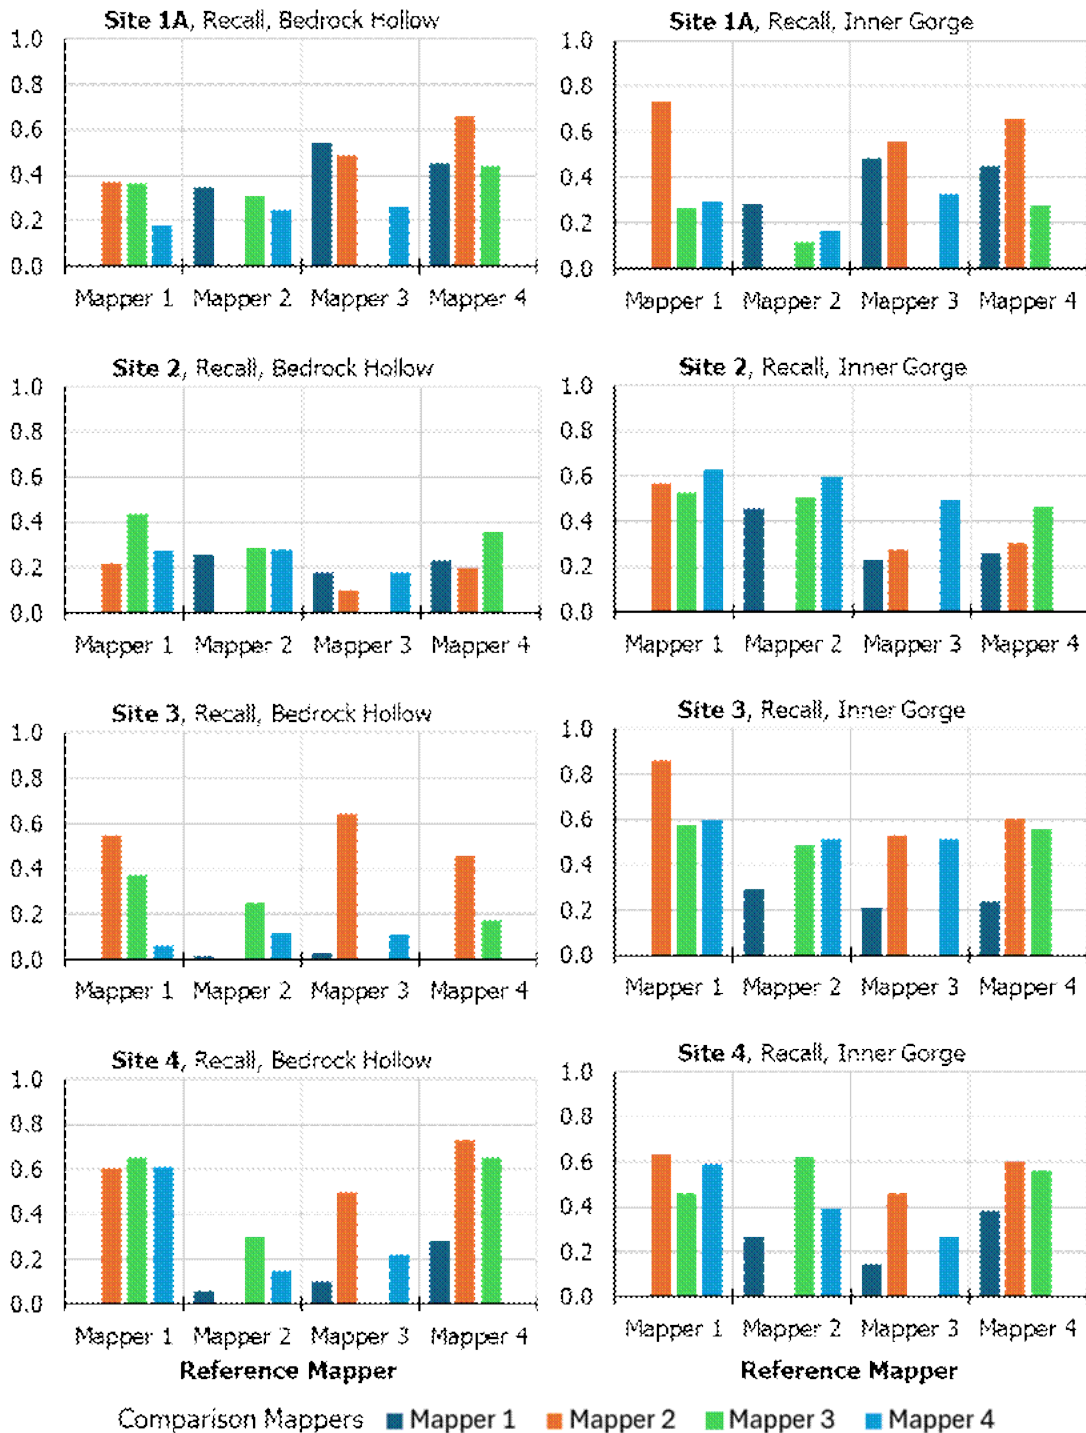 Site 1A, Recall, Bedrock Hollow
1.0
0.8
0.6
0.4
0.2
0.0
Mapper 1 Mapper 2 Mapper 3 Mapper 4
Site 1A, Recall, Inner Gorge
1.0
0.8
0.6
0.4
0.2
0.0
Mapper 1 Mapper 2 Mapper 3 Mapper 4
Site 2, Recall, Bedrock Hollow
1.0
0.8
0.6
0.4
0.2
0.0
Mapper 1 Mapper 2 Mapper 3 Mapper 4
Site 2, Recall, Inner Gorge
1.0
0.8
0.6
0.4
0.2
0.0
Mapper 1 Mapper 2 Mapper 3 Mapper 4
Site 3, Recall, Bedrock Hollow
1.0
0.8
0.6
0.4
0.2
0.0
Mapper 1 Mapper 2 Mapper 3 Mapper 4
Site 3, Recall, Inner Gorge
1.0
0.8
0.6
0.4
0.2
0.0
Mapper 1 Mapper 2 Mapper 3 Mapper 4
Site 4, Recall, Bedrock Hollow
1.0
0.8
0.6
0.4
0.2
0.0
Mapper 1 Mapper 2 Mapper 3 Mapper 4
Reference Mapper
Site 4, Racall, Inner Gorge
1.0
0.8
0.6
0.4
0.2
0.0
Mapper 1 Mapper 2 Mapper 3 Mapper 4
Reference Mapper
Comparison Mappers Mapper 1 Mapper 2 Mapper 3 Mapper 4